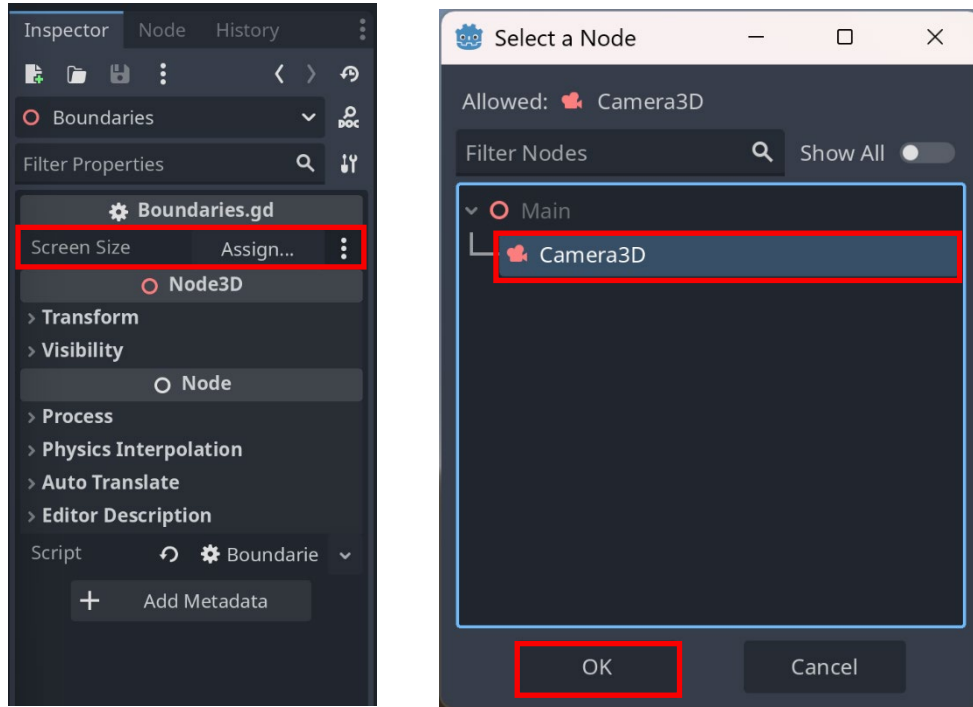 Inspector Node History
Boundaries
DOC
Filter Properties
Boundaries.gd
Screen Size Assign...
Node3D
Transform
Visibility
Node
Process
Physics Interpolation
Auto Translate
Editor Description
Script Boundarie
+ Add Metadata
Select a Node
Allowed: Camera3D
Filter Nodes Show All
Main
Camera3D
OK Cancel